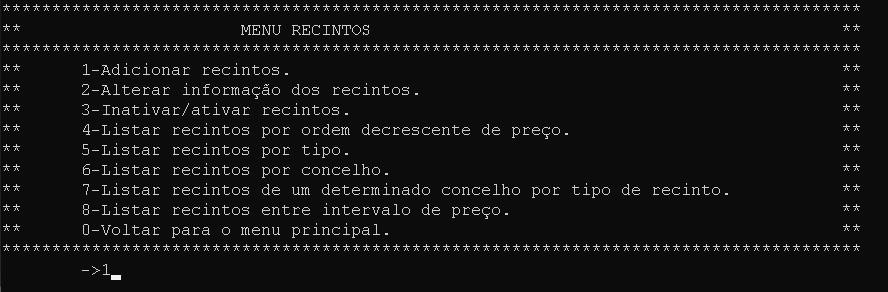 **************************************************************************************
** MENU RECINTOS **
**************************************************************************************
** 1-Adicionar recintos. **
** 2-Alterar informação dos recintos. **
** 3-Inativar/ativar recintos. **
** 4-Listar recintos por ordem decrescente de preço. **
** 5-Listar recintos por tipo. **
** 6-Listar recintos por concelho. **
** 7-Listar recintos de um determinado concelho por tipo de recinto. **
** 8-Listar recintos entre intervalo de preço. **
** 0-Voltar para o menu principal. **
**************************************************************************************
->1_